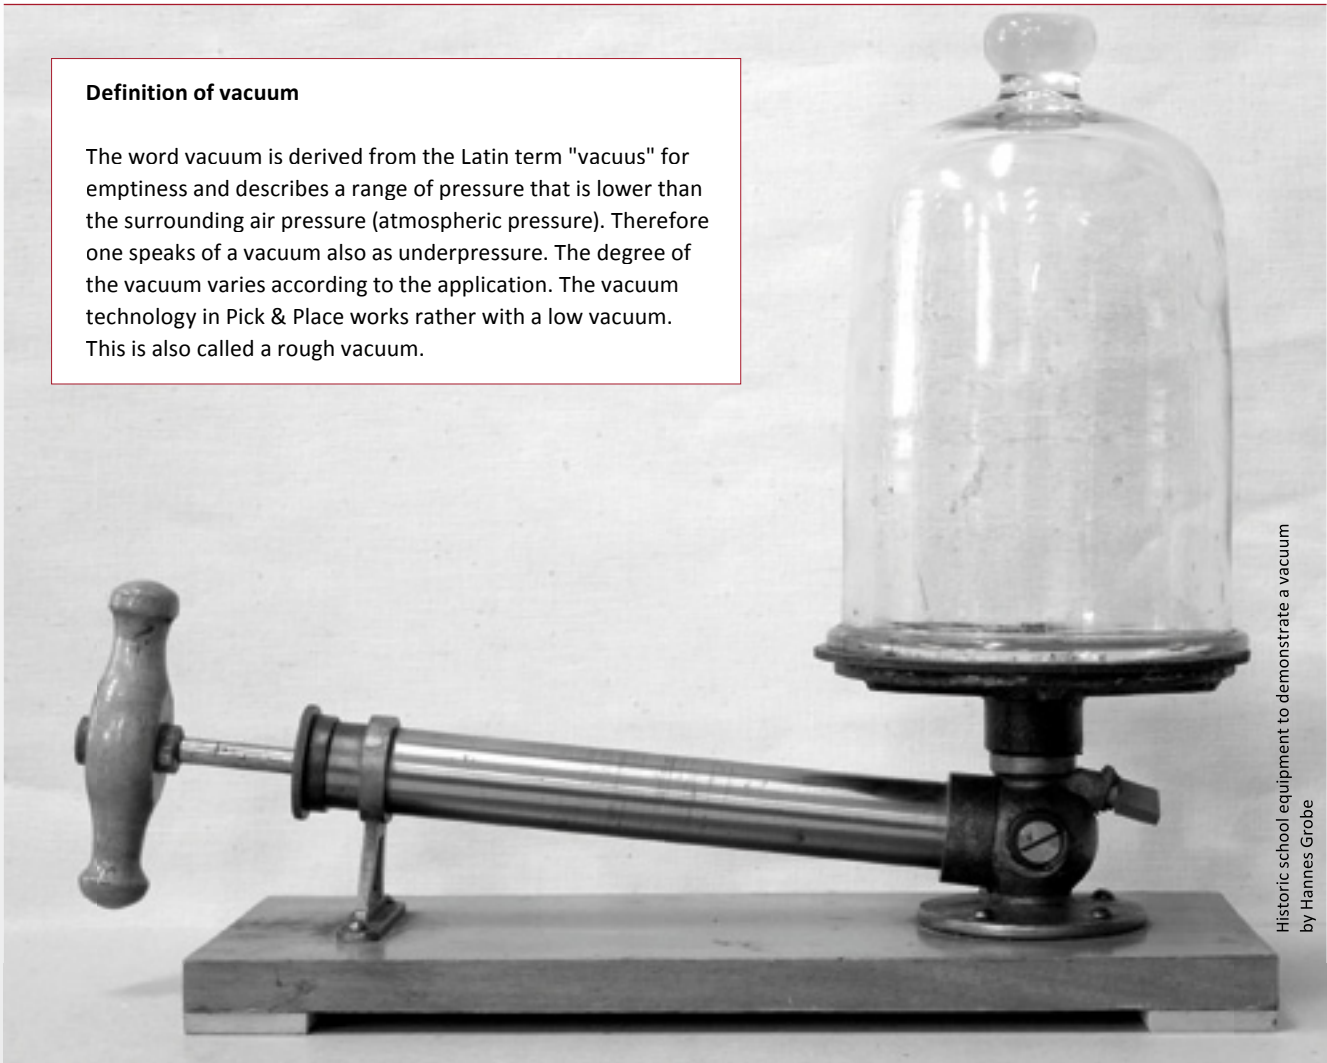 Definition of vacuum
The word vacuum is derived from the Latin term "vacuus" for
emptiness and describes a range of pressure that is lower than
the surrounding air pressure (atmospheric pressure). Therefore
one speaks of a vacuum also as underpressure. The degree of
the vacuum varies according to the application. The vacuum
technology in Pick & Place works rather with a low vacuum.
This is also called a rough vacuum.
Historic school equipment to demonstrate a vacuum
by Hannes Grobe